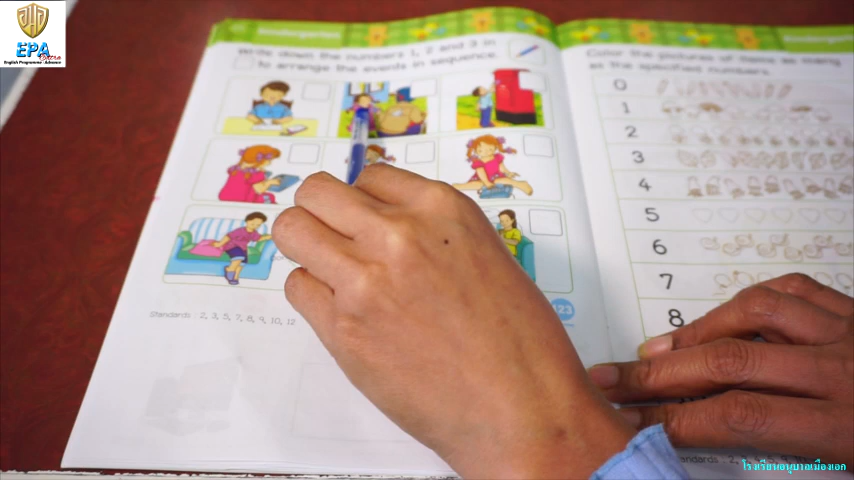 EPA
Extra
English Programme : Advance
Write down the numbers 1, 2 and 3 in
to arrange the events in sequence.
Standards : 2, 3, 5, 7, 8, 9, 10, 12
123
Color the pictures of items as many
as the specified numbers.
0
1
2
3
4
5
6
7
8
โรงเรียนอนุบาลเมืองเอก